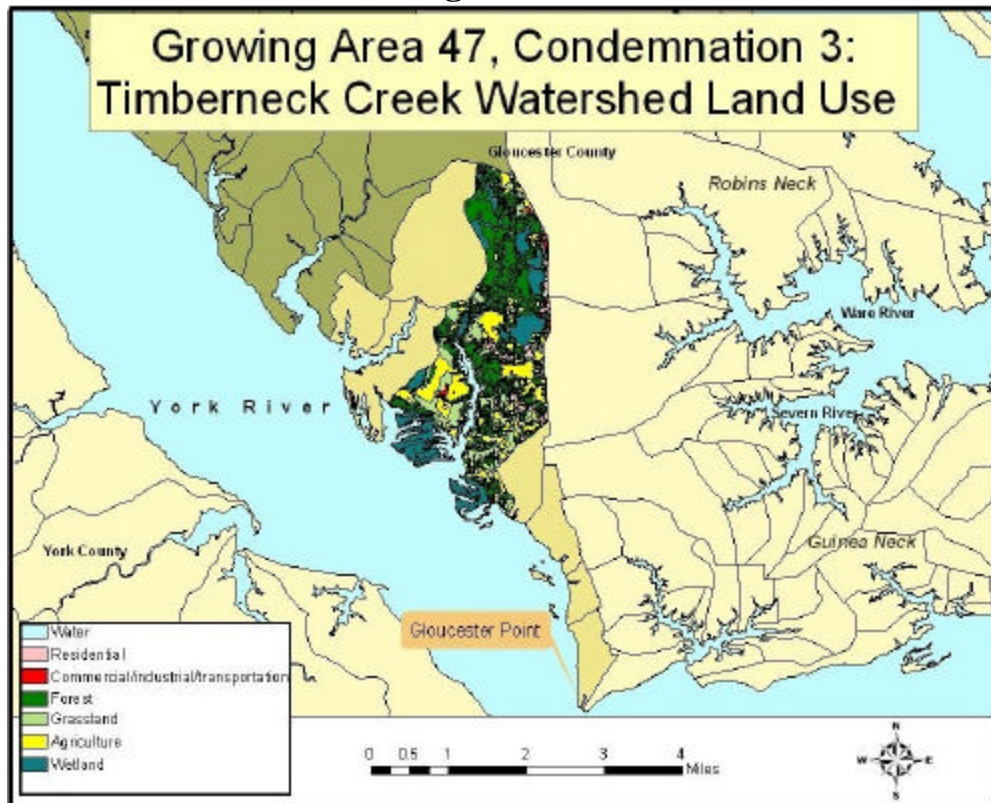 Growing Area 47, Condemnation 3:
Timberneck Creek Watershed Land Use
Gloucester County
Robins Neck
Ware River
York River
Severn River
York County
Guinea Neck
Gloucester Point
Water
Residential
Commercial/industrial/transportation
Forest
Grassland
Agriculture
Wetland
0 0.5 1 2 3 4
Miles
N
W E
S